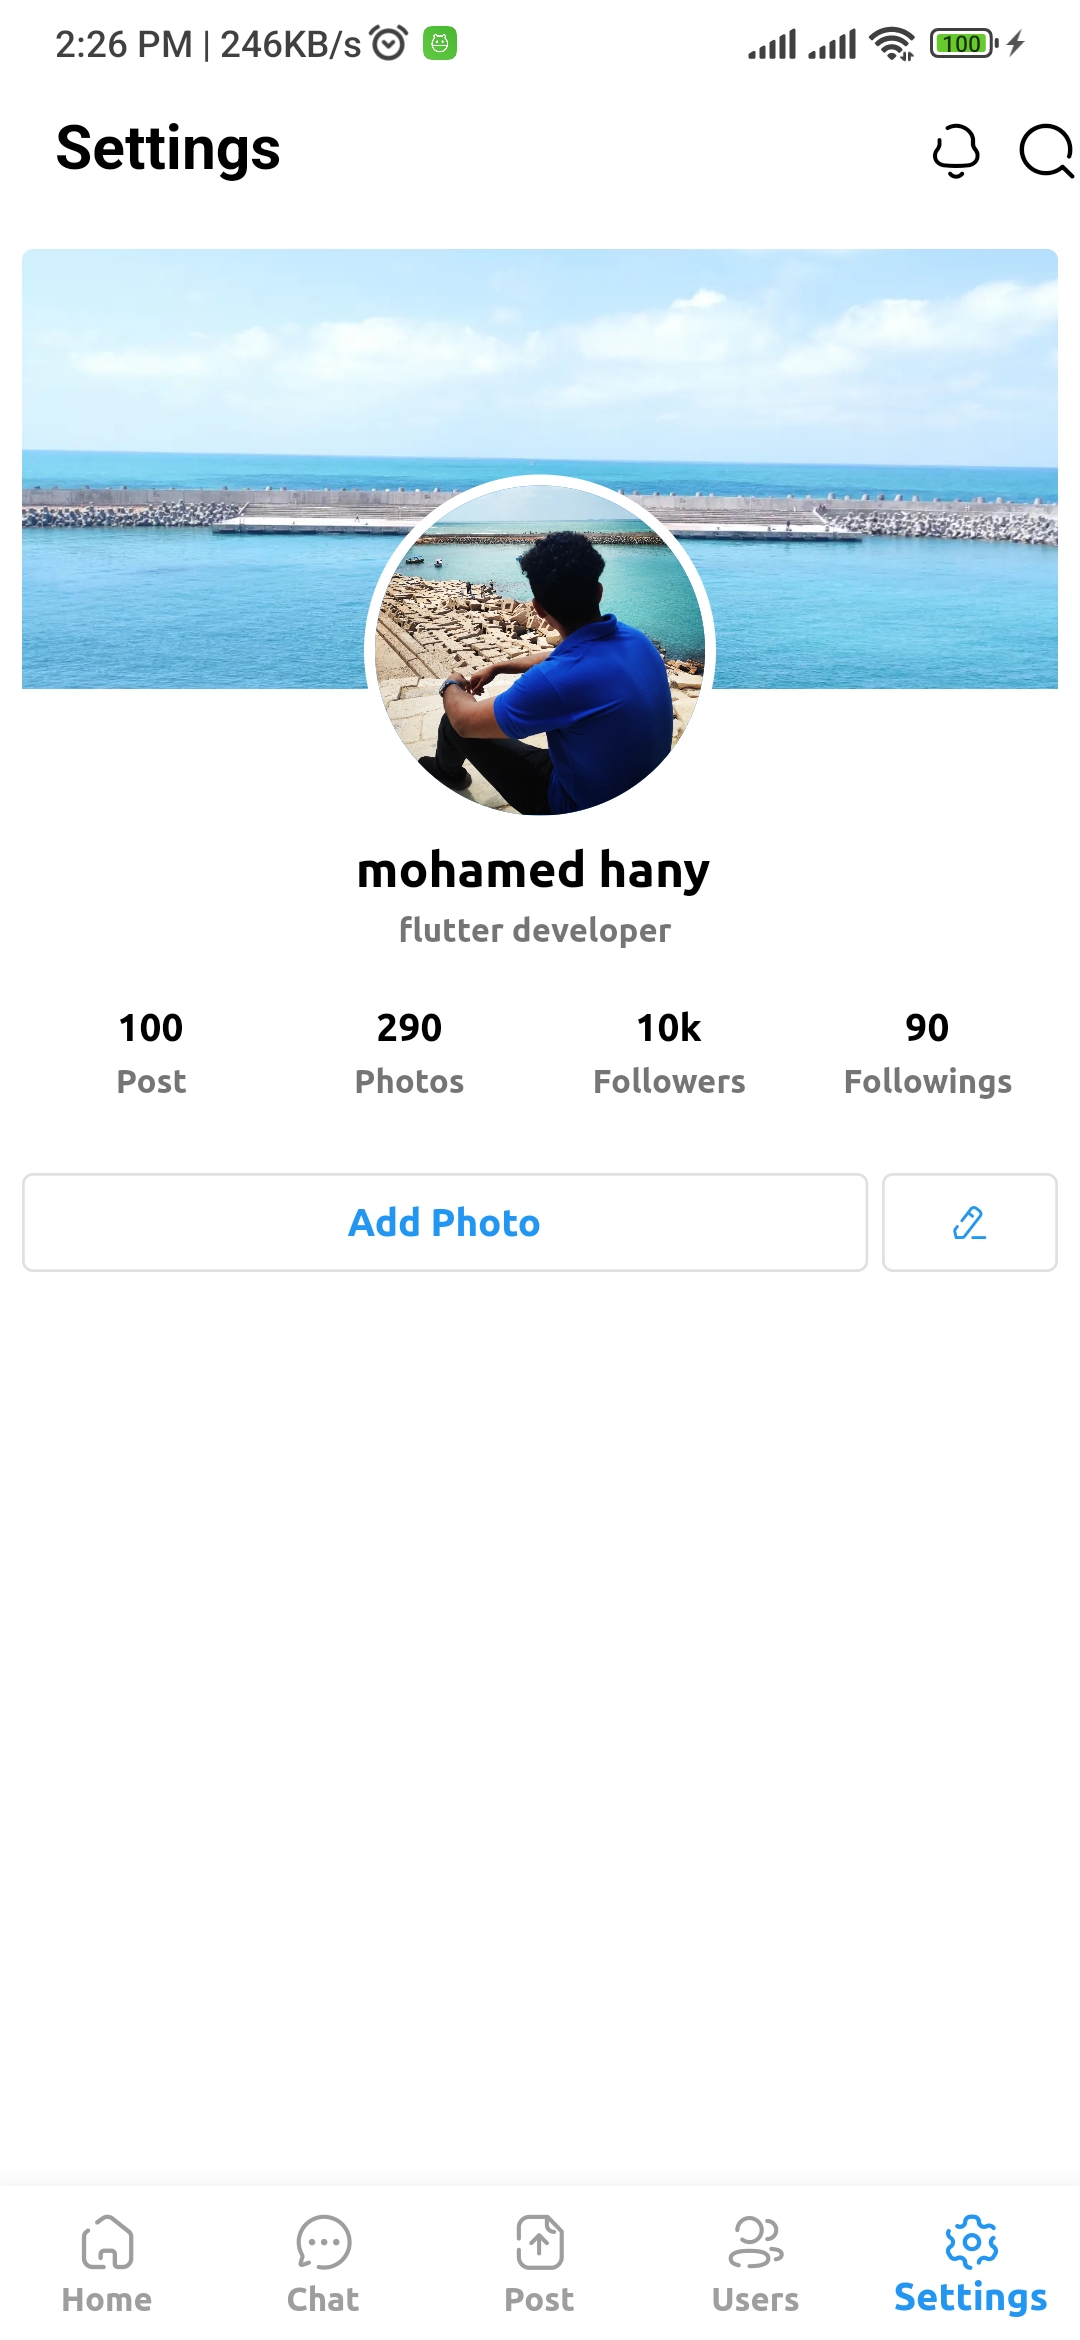 2:26 PM | 246KB/s 100
Settings
mohamed hany
flutter developer
100 290 10k 90
Post Photos Followers Followings
Add Photo
Home Chat Post Users Settings